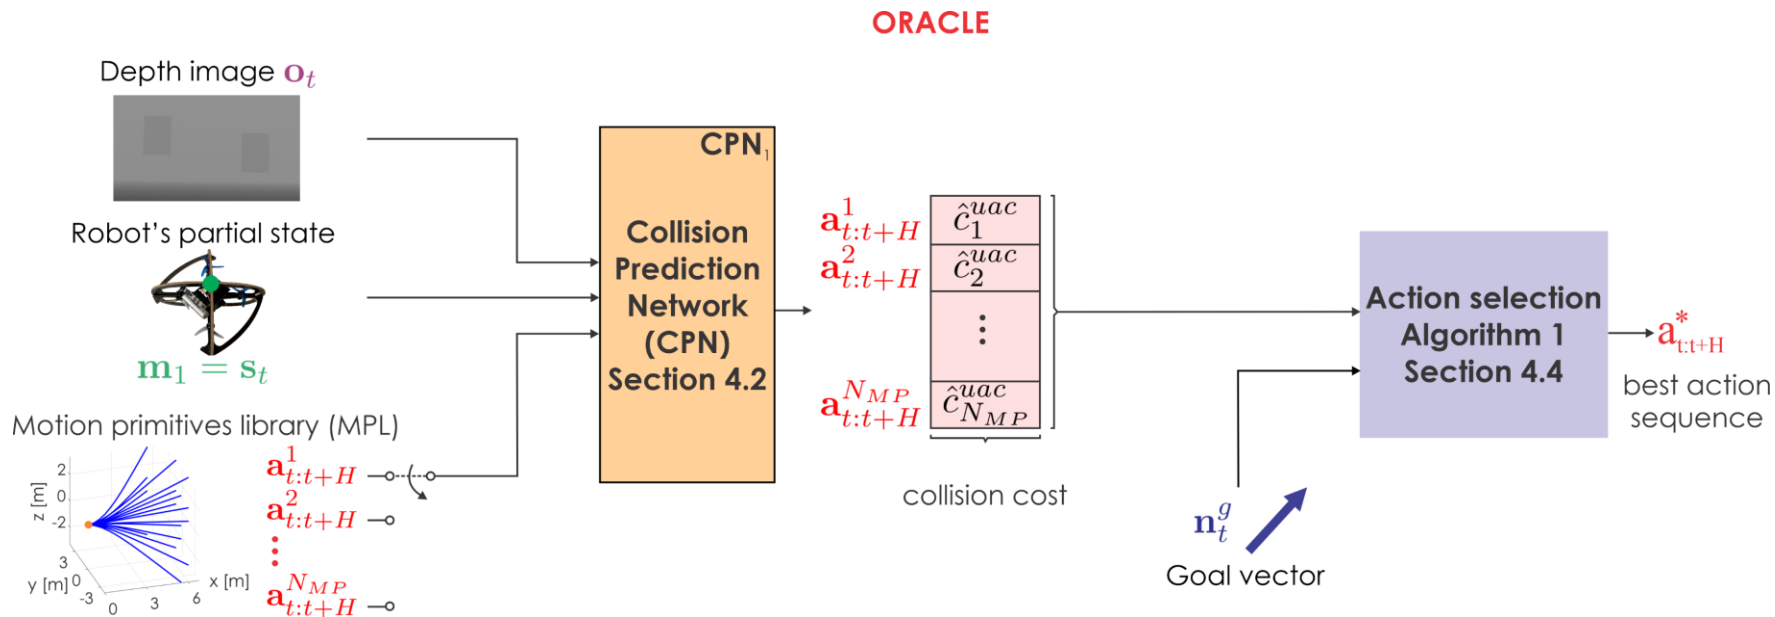 ORACLE
Depth image o_t
Robot's partial state
m_1 = s_t
Motion primitives library (MPL)
z [m]
2
0
-2
y [m]
3
0
-3
0
3
6
x [m]
a^1_{t:t+H}
a^2_{t:t+H}
⋮
a^{N_{MP}}_{t:t+H}
CPN_1
Collision
Prediction
Network
(CPN)
Section 4.2
a^1_{t:t+H} ĉ^{uac}_1
a^2_{t:t+H} ĉ^{uac}_2
⋮
a^{N_{MP}}_{t:t+H} ĉ^{uac}_{N_{MP}}
collision cost
n^g_t
Goal vector
Action selection
Algorithm 1
Section 4.4
a^*_{t:t+H}
best action
sequence